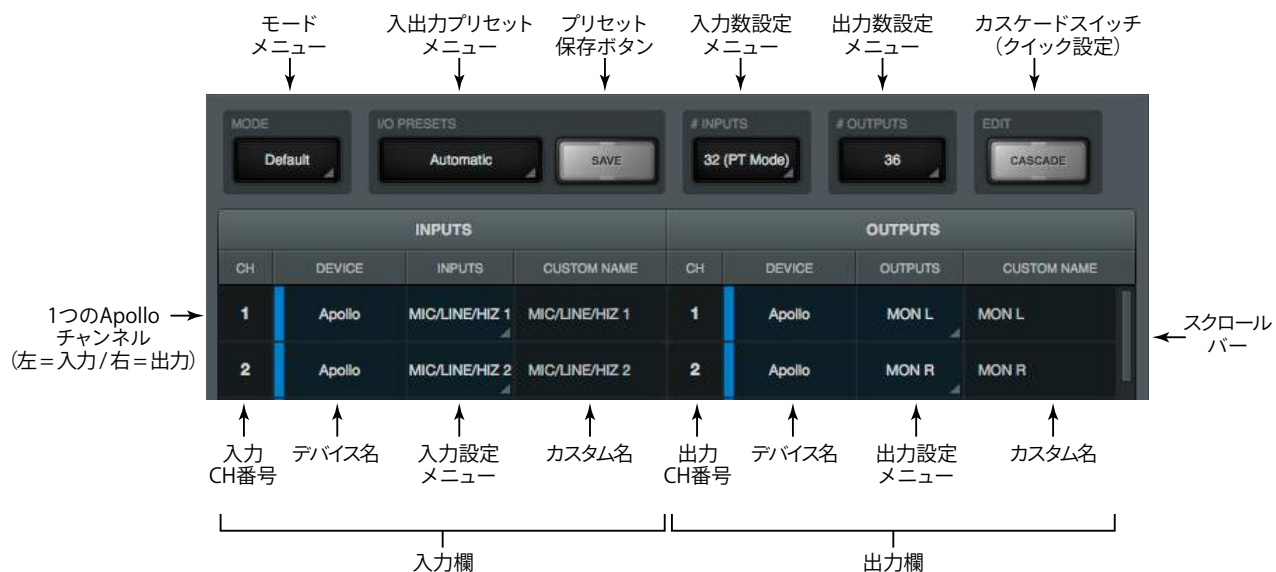 モード
メニュー
入出力プリセット
メニュー
プリセット
保存ボタン
入力数設定
メニュー
出力数設定
メニュー
カスケードスイッチ
（クイック設定）
MODE
I/O PRESETS
# INPUTS
# OUTPUTS
EDIT
Default
Automatic
SAVE
32 (PT Mode)
36
CASCADE
INPUTS
OUTPUTS
CH DEVICE INPUTS CUSTOM NAME CH DEVICE OUTPUTS CUSTOM NAME
1 Apollo MIC/LINE/HIZ 1 MIC/LINE/HIZ 1 1 Apollo MON L MON L
2 Apollo MIC/LINE/HIZ 2 MIC/LINE/HIZ 2 2 Apollo MON R MON R
1つのApollo
チャンネル
（左＝入力/右＝出力）
スクロール
バー
入力
CH番号
デバイス名
入力設定
メニュー
カスタム名
出力
CH番号
デバイス名
出力設定
メニュー
カスタム名
入力欄
出力欄